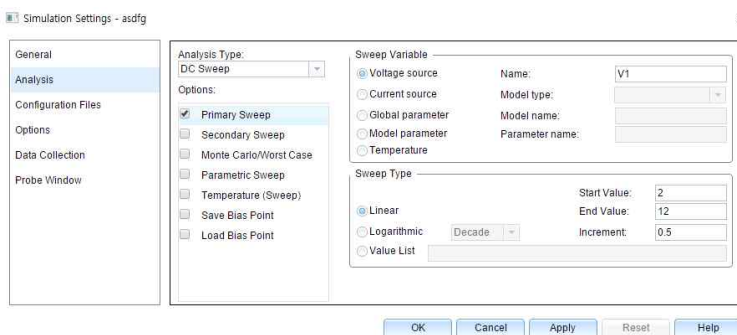 Simulation Settings - asdfg
General
Analysis
Configuration Files
Options
Data Collection
Probe Window
Analysis Type:
DC Sweep
Options:
Primary Sweep
Secondary Sweep
Monte Carlo/Worst Case
Parametric Sweep
Temperature (Sweep)
Save Bias Point
Load Bias Point
Sweep Variable
Voltage source
Name: V1
Current source
Model type:
Global parameter
Model name:
Model parameter
Parameter name:
Temperature
Sweep Type
Start Value: 2
Linear
End Value: 12
Logarithmic Decade
Increment: 0.5
Value List
OK Cancel Apply Reset Help